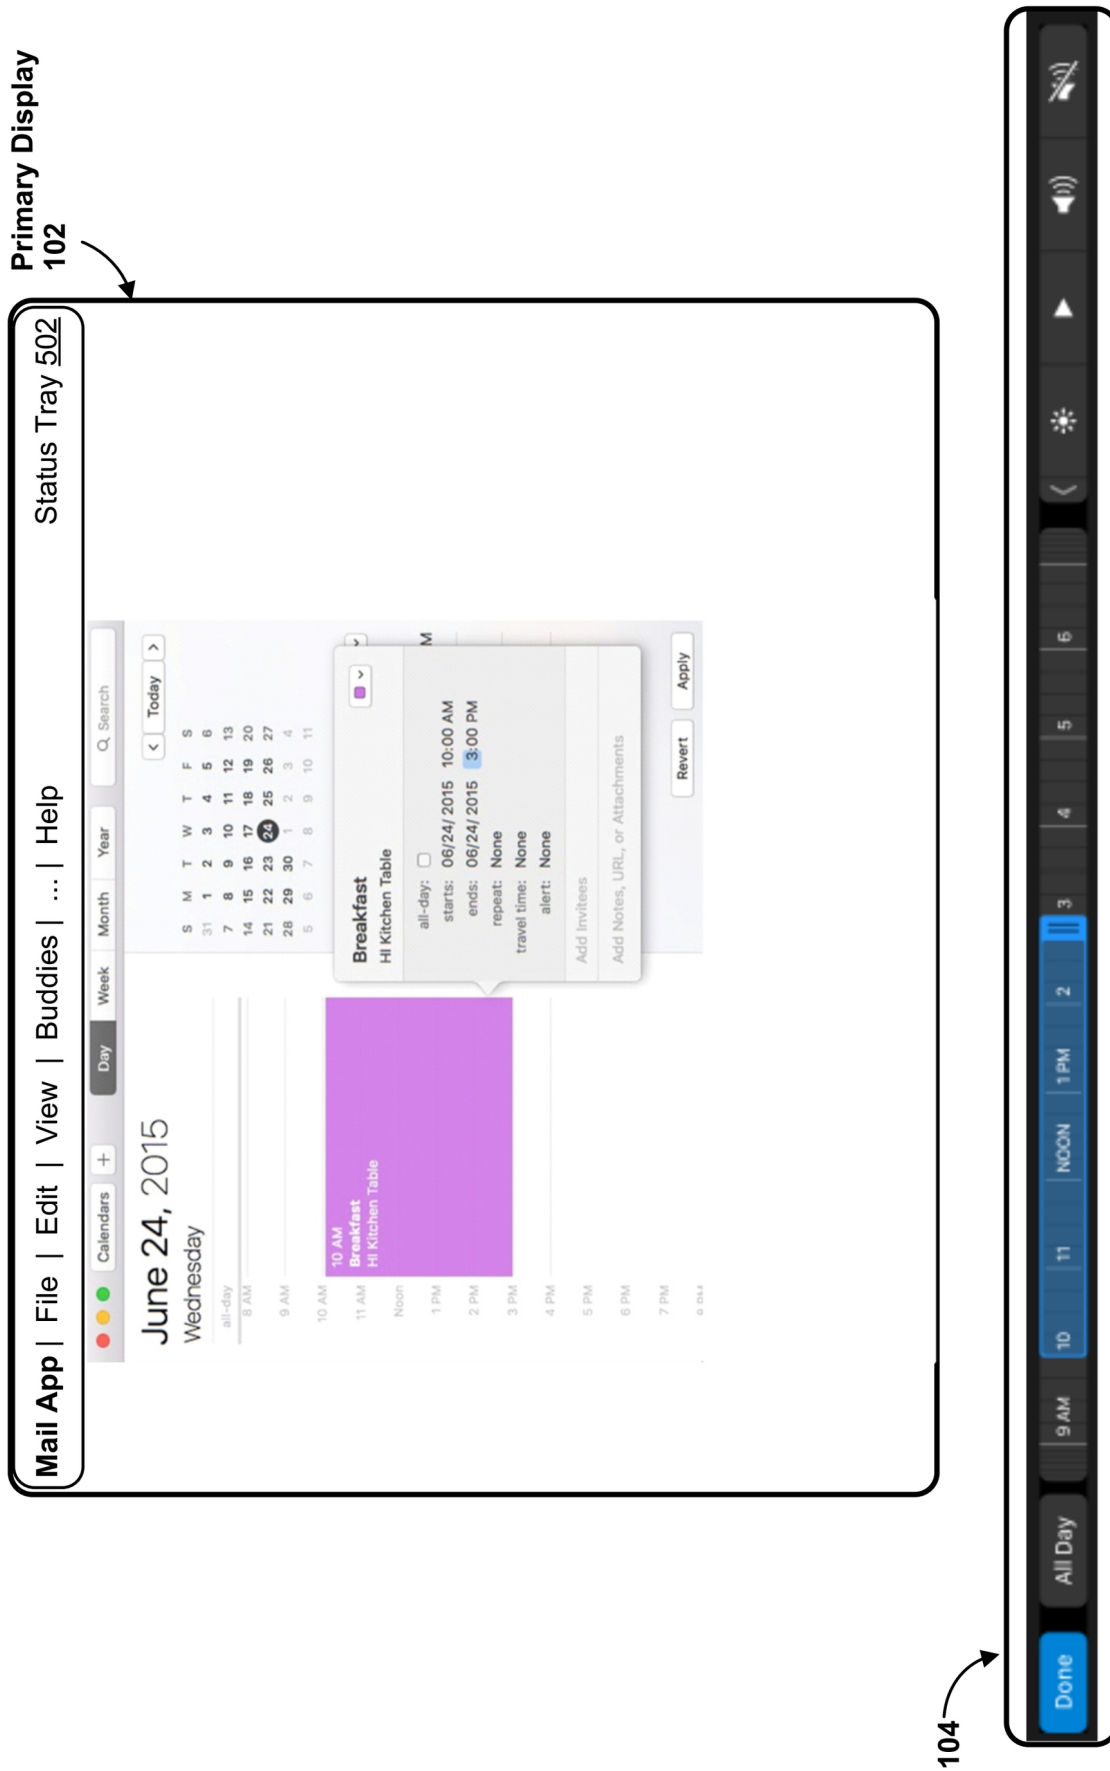 Primary Display
102
Mail App | File | Edit | View | Buddies | ... | Help
Status Tray 502
Calendars + Day Week Month Year Search
June 24, 2015
Wednesday
< Today >
S M T W T F S
31 1 2 3 4 5 6
7 8 9 10 11 12 13
14 15 16 17 18 19 20
21 22 23 24 25 26 27
28 29 30 1 2 3 4
5 6 7 8 9 10 11
all-day
8 AM
9 AM
10 AM
11 AM
Noon
1 PM
2 PM
3 PM
4 PM
5 PM
6 PM
7 PM
10 AM
Breakfast
HI Kitchen Table
Breakfast
HI Kitchen Table
all-day:
starts: 06/24/2015 10:00 AM
ends: 06/24/2015 3:00 PM
repeat: None
travel time: None
alert: None
Add Invitees
Add Notes, URL, or Attachments
M
Revert Apply
104
Done All Day 9 AM 10 11 NOON 1 PM 2 3 4 5 6